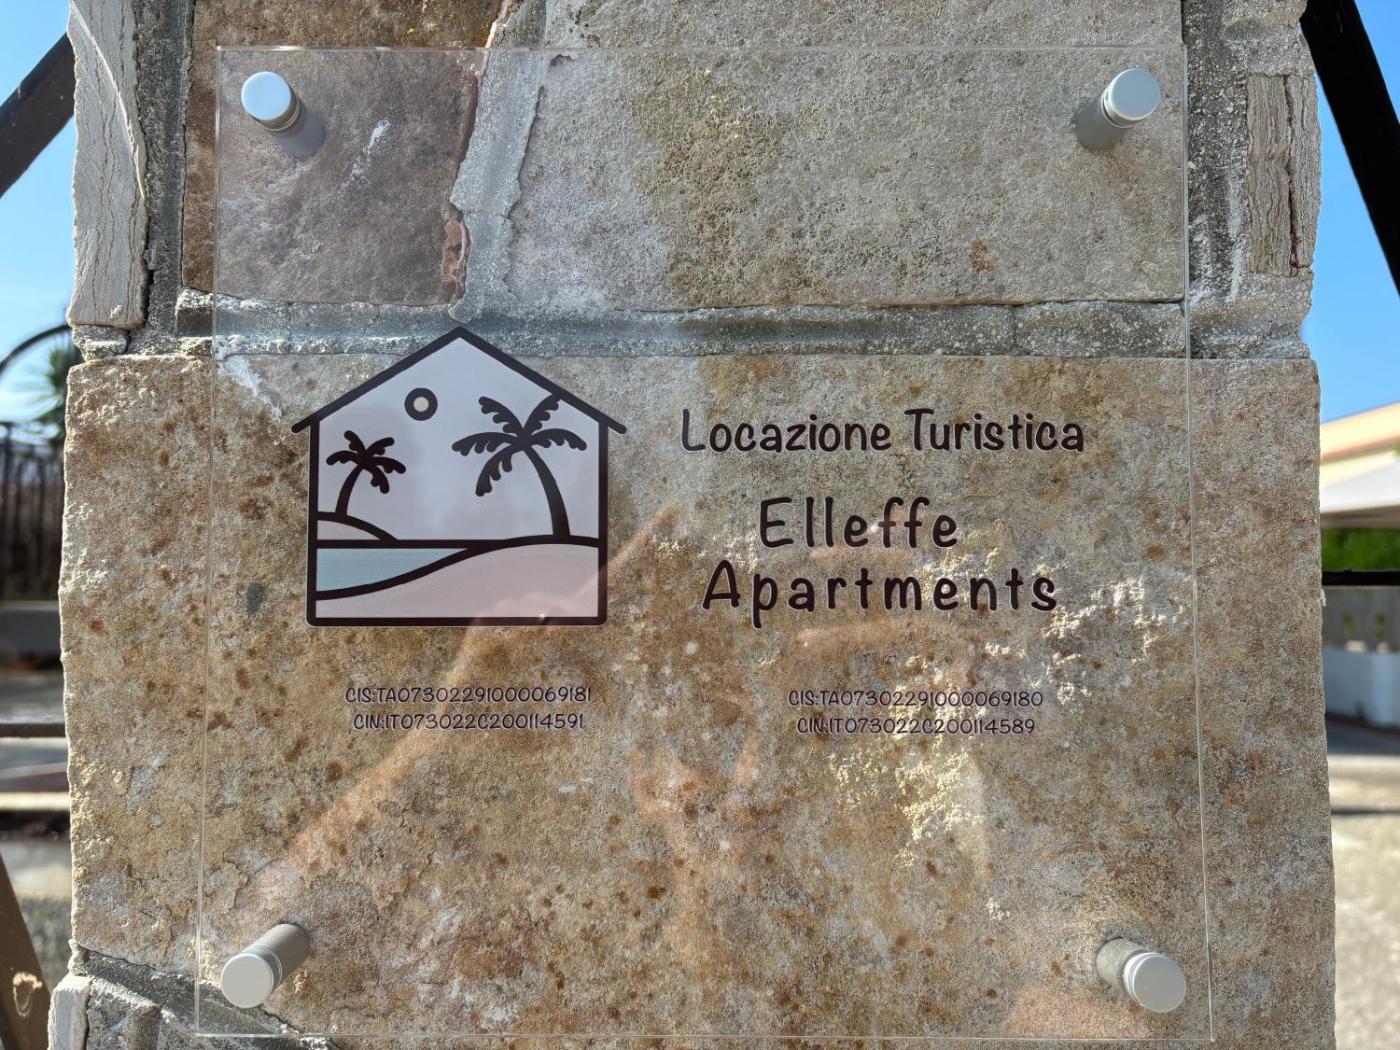 Locazione Turistica
Elleffe
Apartments
CIS:TA07302291000069181
CIN:IT073022C200114591
CIS:TA07302291000069180
CIN:IT073022C200114589